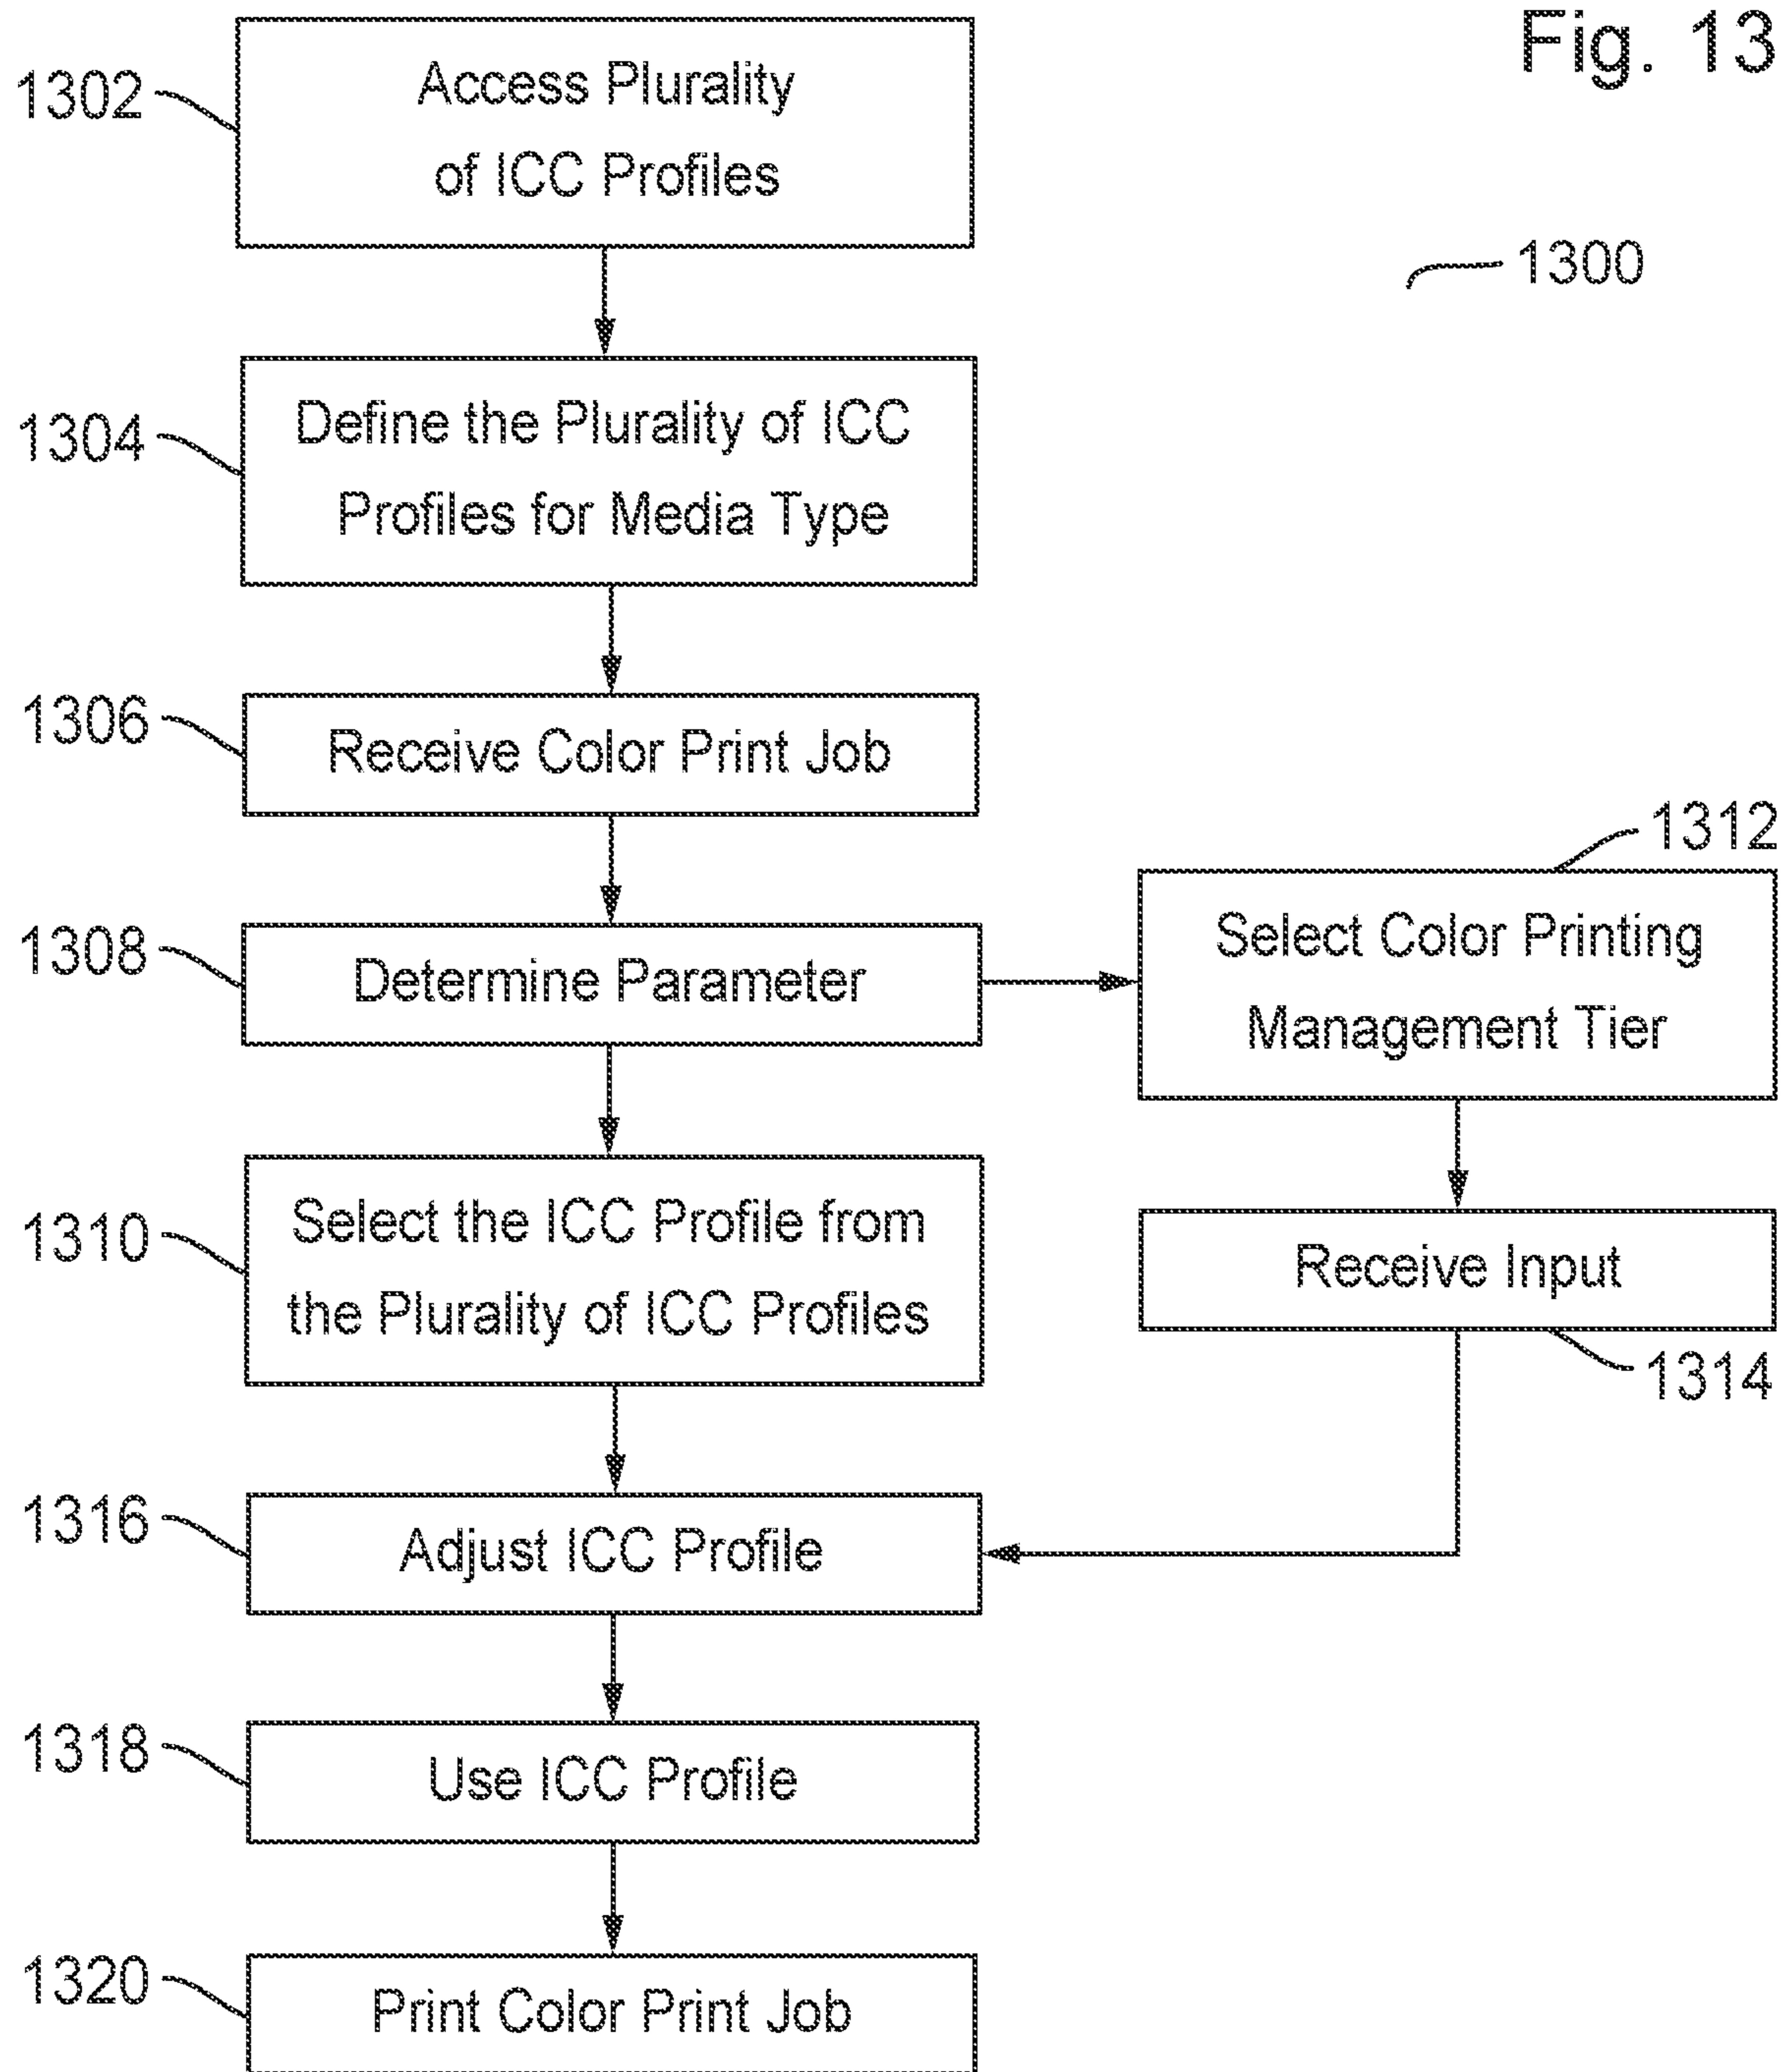 Fig. 13
1302
Access Plurality
of ICC Profiles
1300
1304
Define the Plurality of ICC
Profiles for Media Type
1306
Receive Color Print Job
1308
Determine Parameter
1312
Select Color Printing
Management Tier
1310
Select the ICC Profile from
the Plurality of ICC Profiles
Receive Input
1314
1316
Adjust ICC Profile
1318
Use ICC Profile
1320
Print Color Print Job